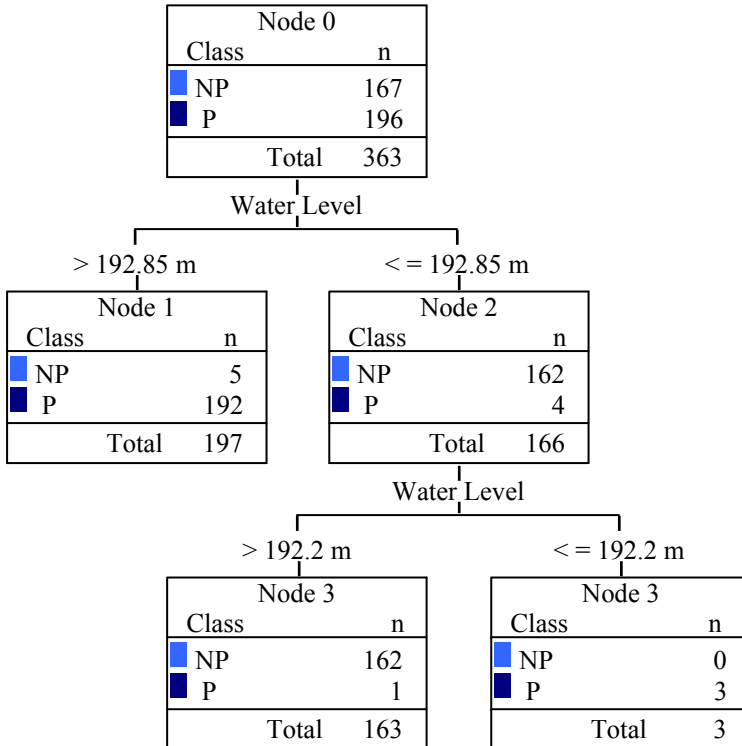 Node 0
Class n
NP 167
P 196
Total 363
Water Level
> 192.85 m < = 192.85 m
Node 1
Class n
NP 5
P 192
Total 197
Node 2
Class n
NP 162
P 4
Total 166
Water Level
> 192.2 m < = 192.2 m
Node 3
Class n
NP 162
P 1
Total 163
Node 3
Class n
NP 0
P 3
Total 3